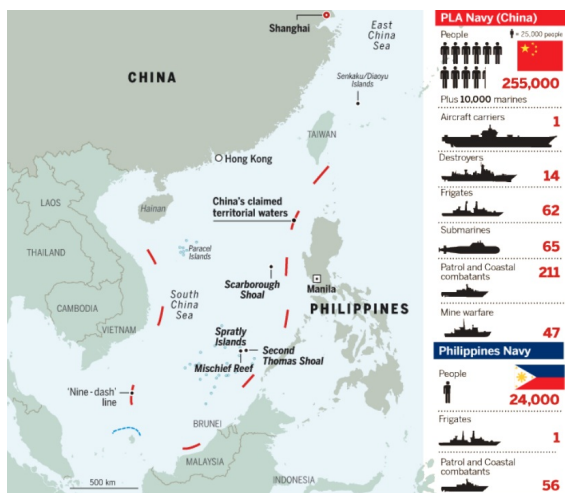 Shanghai
East
China
Sea
CHINA
Senkaku/Diaoyu
Islands
TAIWAN
Hong Kong
LAOS
Hainan
China's claimed
territorial waters
THAILAND
Paracel
Islands
Scarborough
Shoal
Manila
South
China
Sea
PHILIPPINES
CAMBODIA
VIETNAM
Spratly
Islands
Second
Thomas Shoal
Mischief Reef
'Nine-dash'
line
BRUNEI
MALAYSIA
INDONESIA
500 km
PLA Navy (China)
People
= 25,000 people
255,000
Plus 10,000 marines
Aircraft carriers
1
Destroyers
14
Frigates
62
Submarines
65
Patrol and Coastal
combatants
211
Mine warfare
47
Philippines Navy
People
24,000
Frigates
1
Patrol and Coastal
combatants
56